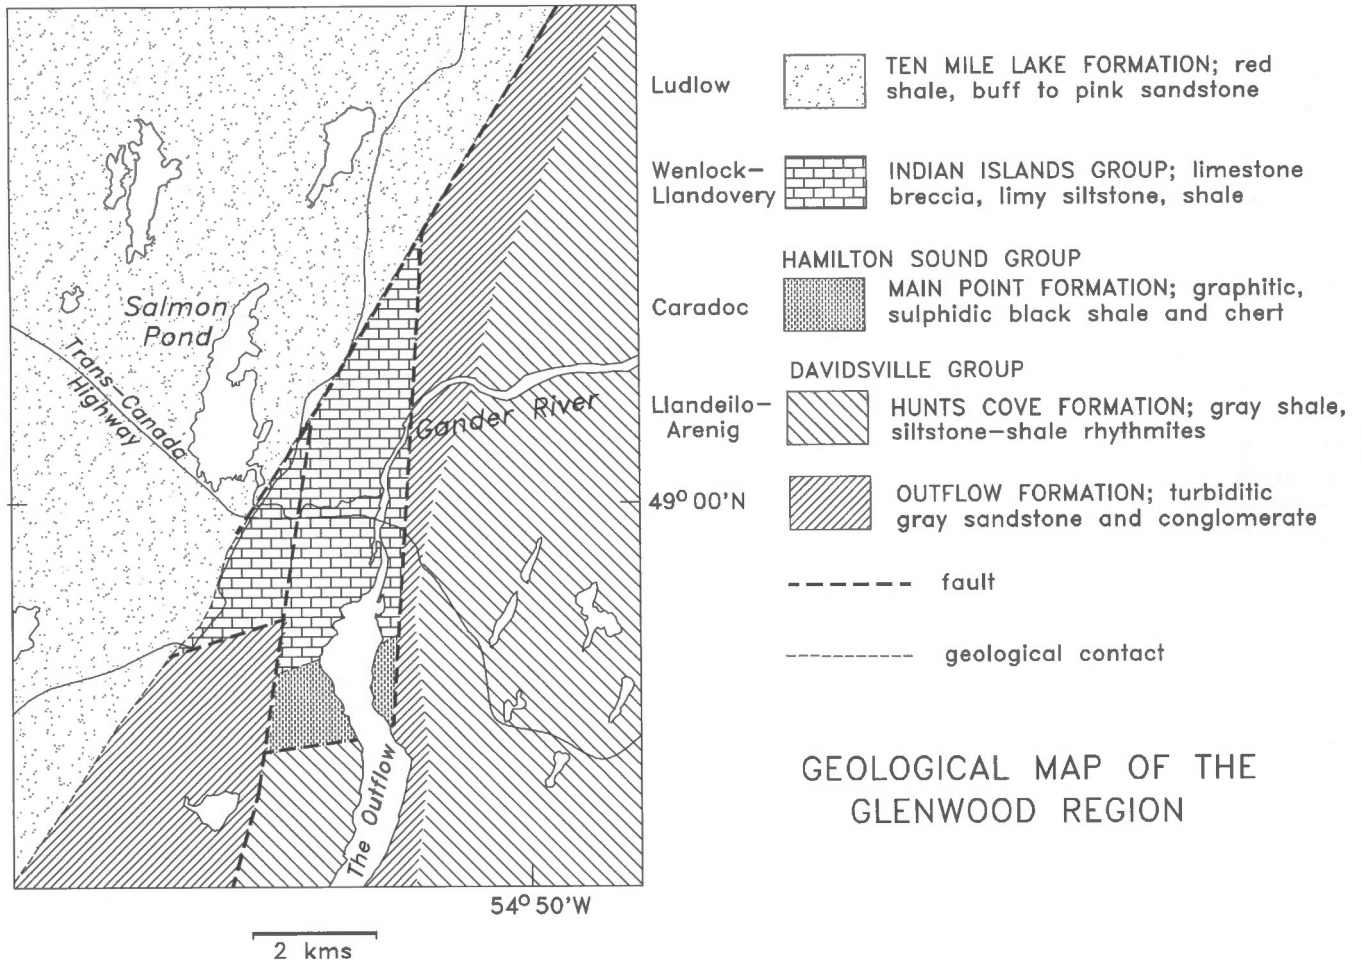 Salmon
Pond
Trans-Canada
Highway
Gander River
The Outflow
54° 50'W
2 kms
49° 00'N
Ludlow
TEN MILE LAKE FORMATION; red
shale, buff to pink sandstone
Wenlock-
Llandovery
INDIAN ISLANDS GROUP; limestone
breccia, limy siltstone, shale
HAMILTON SOUND GROUP
Caradoc
MAIN POINT FORMATION; graphitic,
sulphidic black shale and chert
DAVIDSVILLE GROUP
Llandeilo-
Arenig
HUNTS COVE FORMATION; gray shale,
siltstone-shale rhythmites
OUTFLOW FORMATION; turbiditic
gray sandstone and conglomerate
fault
geological contact
GEOLOGICAL MAP OF THE
GLENWOOD REGION